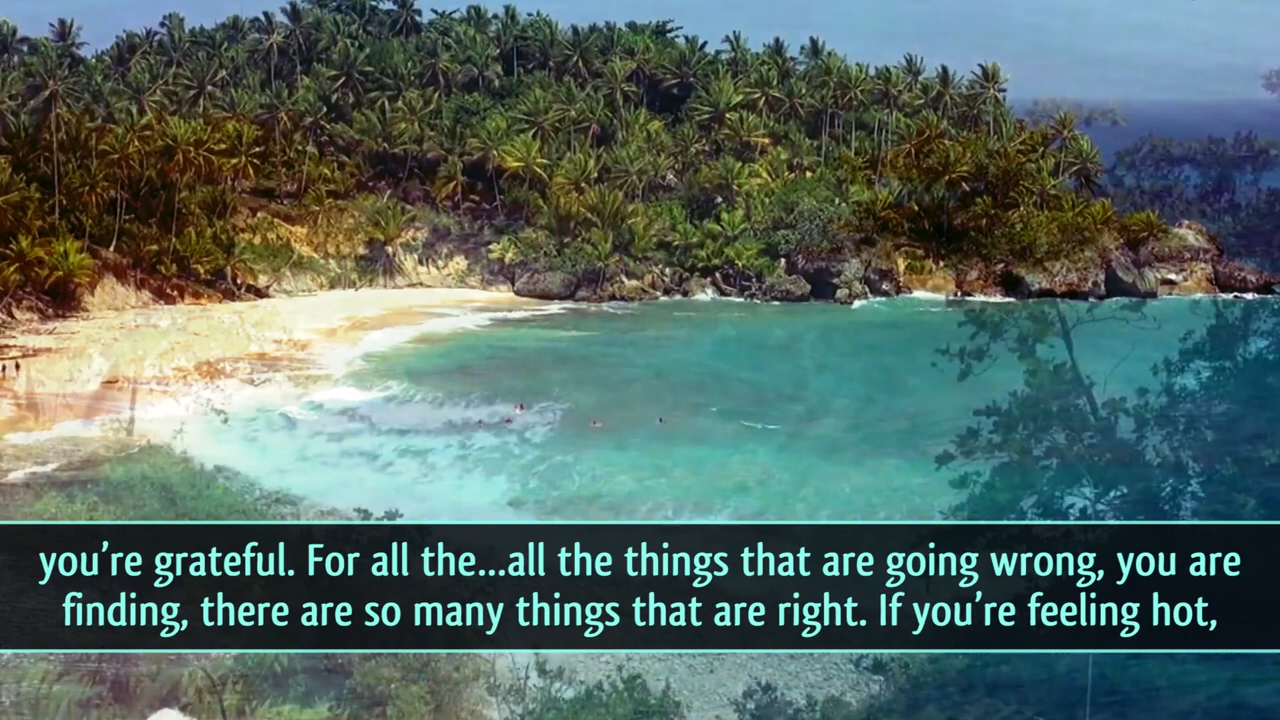 you're grateful. For all the...all the things that are going wrong, you are
finding, there are so many things that are right. If you're feeling hot,